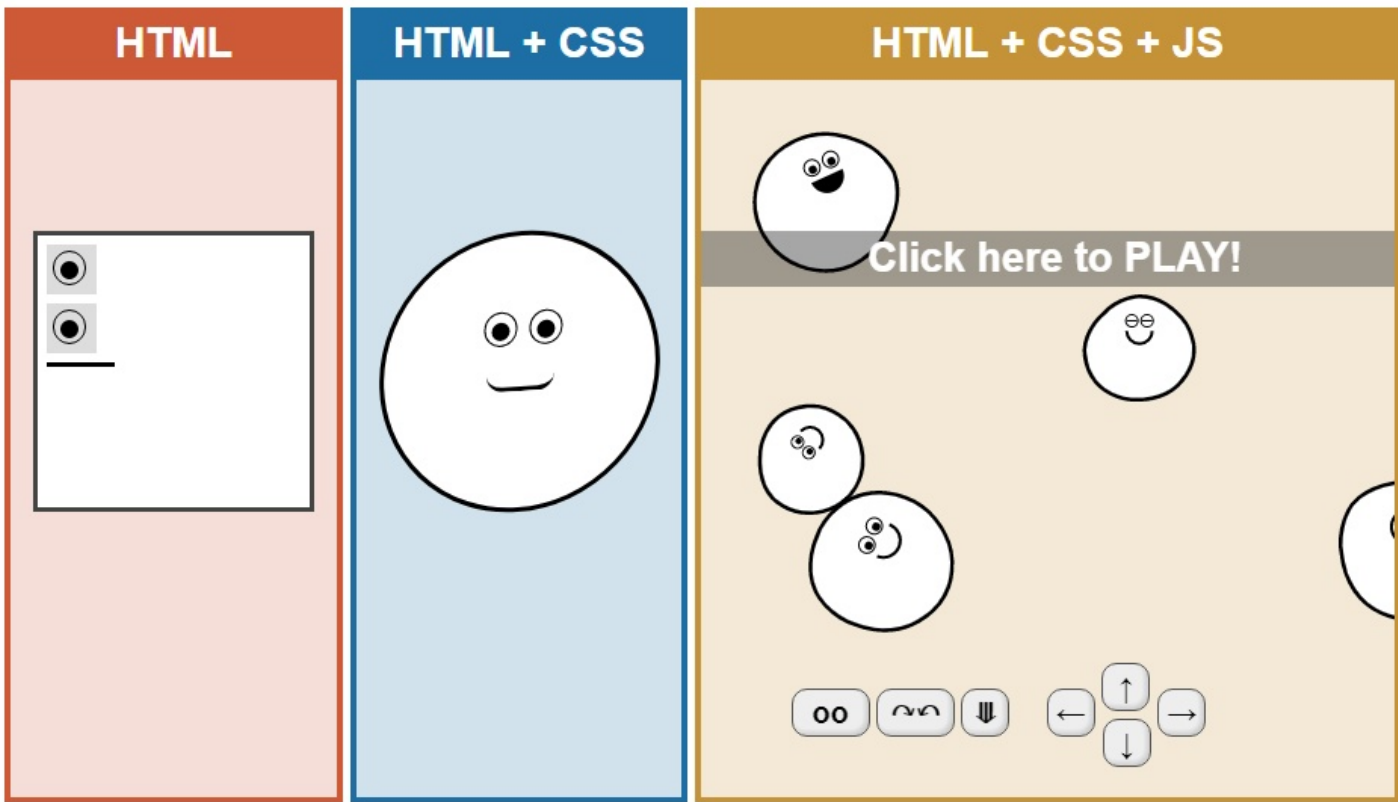 HTML
HTML + CSS
HTML + CSS + JS
Click here to PLAY!
oo
↷↶ ⤋
↑
← →
↓